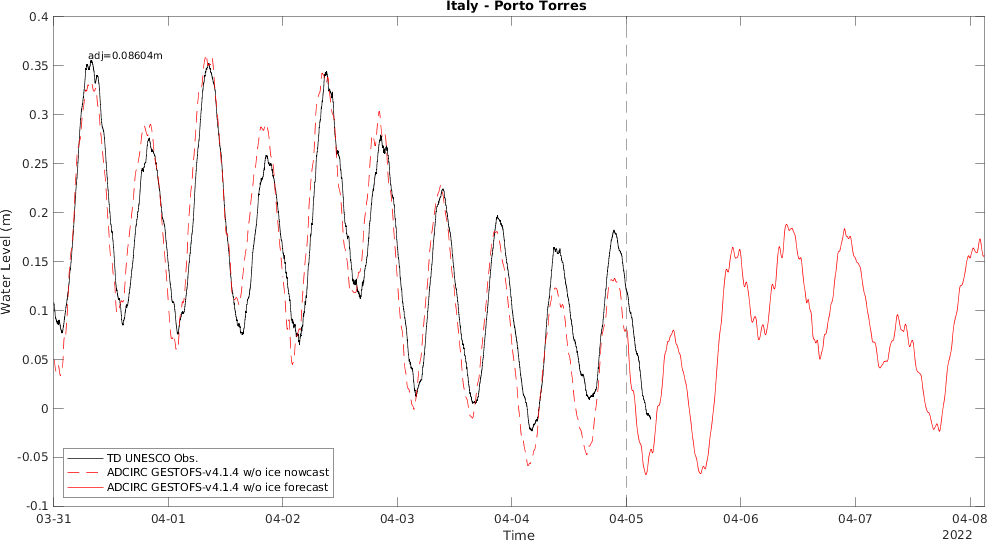 Italy - Porto Torres
adj=0.08604m
0.4
0.35
0.3
0.25
0.2
0.15
0.1
0.05
0
-0.05
-0.1
Water Level (m)
TD UNESCO Obs.
ADCIRC GESTOFS-v4.1.4 w/o ice nowcast
ADCIRC GESTOFS-v4.1.4 w/o ice forecast
03-31 04-01 04-02 04-03 04-04 04-05 04-06 04-07 04-08
Time
2022